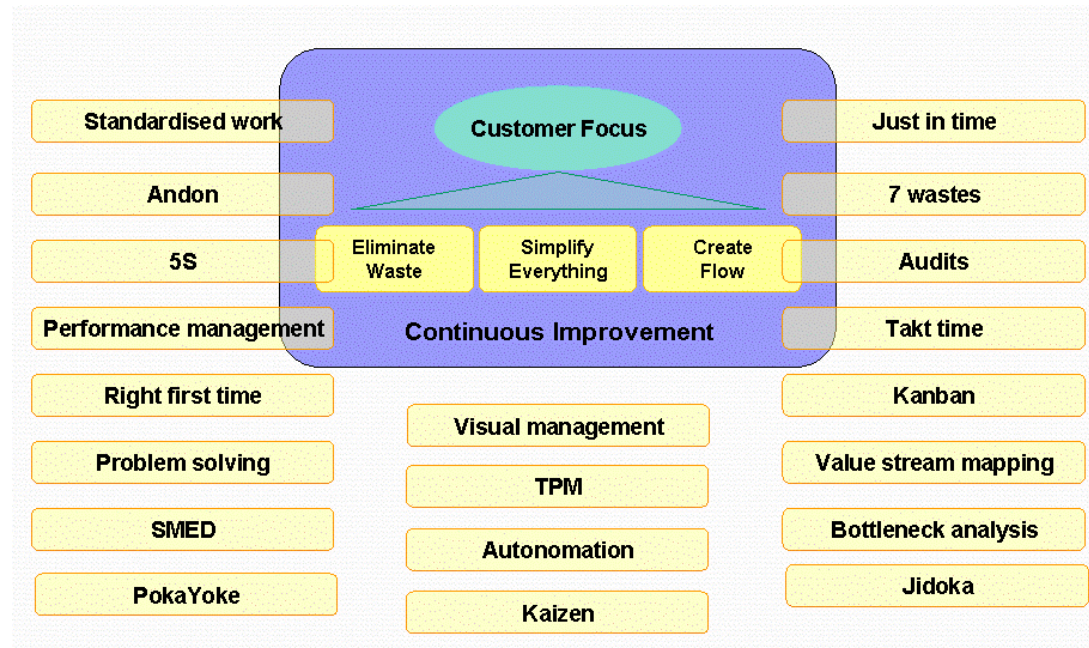 Standardised work
Customer Focus
Just in time
Andon
7 wastes
5S
Eliminate
Waste
Simplify
Everything
Create
Flow
Audits
Performance management
Continuous Improvement
Takt time
Right first time
Visual management
Kanban
Problem solving
TPM
Value stream mapping
SMED
Autonomation
Bottleneck analysis
PokaYoke
Kaizen
Jidoka